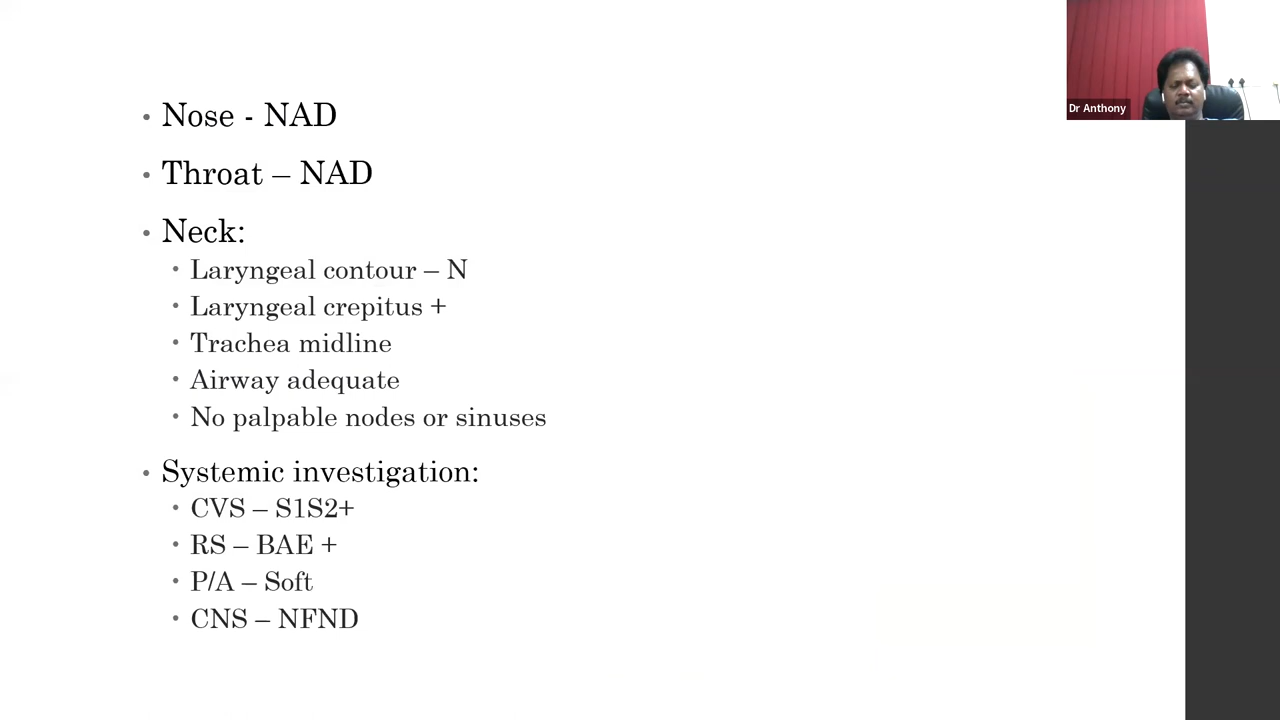 Dr Anthony
• Nose - NAD
• Throat – NAD
• Neck:
• Laryngeal contour – N
• Laryngeal crepitus +
• Trachea midline
• Airway adequate
• No palpable nodes or sinuses
• Systemic investigation:
• CVS – S1S2+
• RS – BAE +
• P/A – Soft
• CNS – NFND